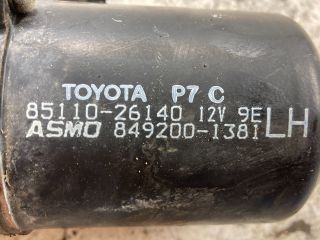 TOYOTA P7 C
85110-26140 12V 9E
ASMO 849200-1381 LH